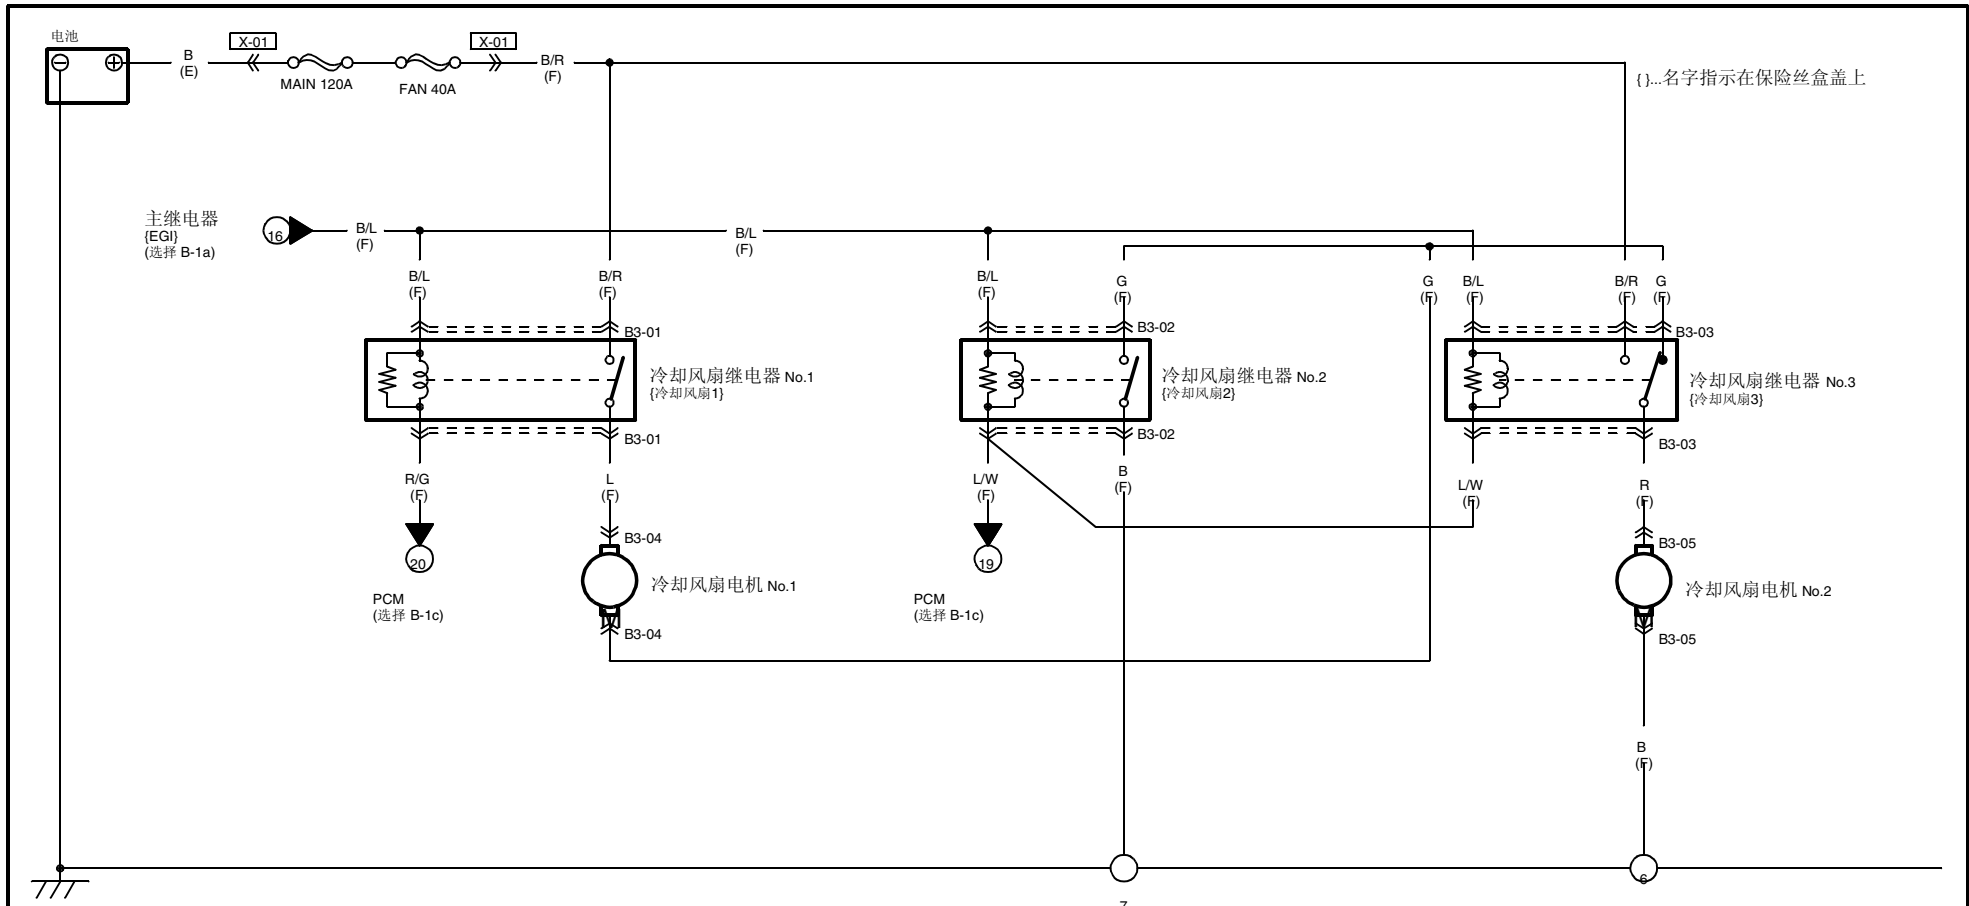 电池
B
(E)
X-01
MAIN 120A
FAN 40A
X-01
B/R
(F)
{ }...名字指示在保险丝盒盖上
主继电器
{EGI}
(选择 B-1a)
16
B/L
(F)
B/L
(F)
B/L
(F)
B/R
(F)
B/L
(F)
G
(F)
G
(F)
B/L
(F)
B/R
(F)
G
(F)
B3-01
B3-02
B3-03
冷却风扇继电器 No.1
{冷却风扇1}
冷却风扇继电器 No.2
{冷却风扇2}
冷却风扇继电器 No.3
{冷却风扇3}
B3-01
B3-02
B3-03
R/G
(F)
L
(F)
L/W
(F)
B
(F)
L/W
(F)
R
(F)
20
B3-04
19
B3-05
PCM
(选择 B-1c)
冷却风扇电机 No.1
PCM
(选择 B-1c)
冷却风扇电机 No.2
B3-04
B3-05
B
(F)
6